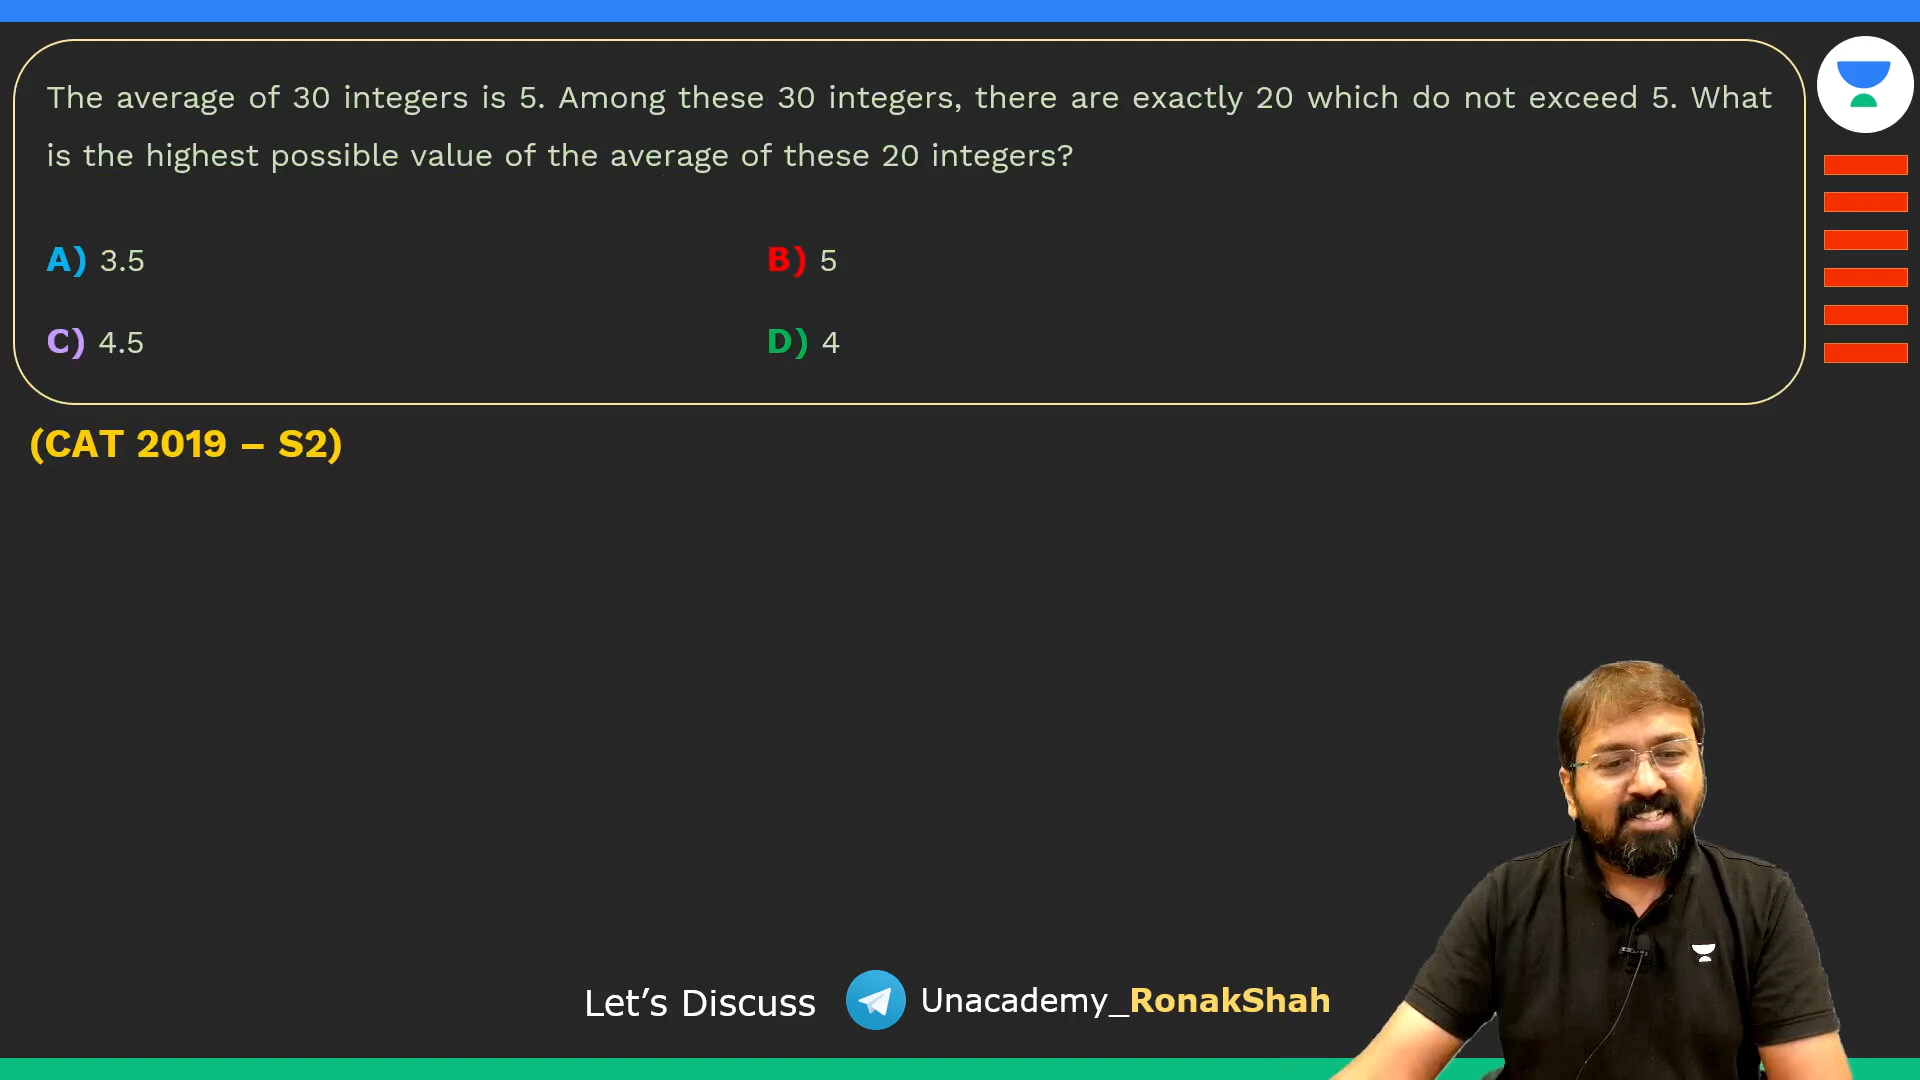 The average of 30 integers is 5. Among these 30 integers, there are exactly 20 which do not exceed 5. What
is the highest possible value of the average of these 20 integers?
A) 3.5
B) 5
C) 4.5
D) 4
(CAT 2019 – S2)
Let’s Discuss
Unacademy_RonakShah